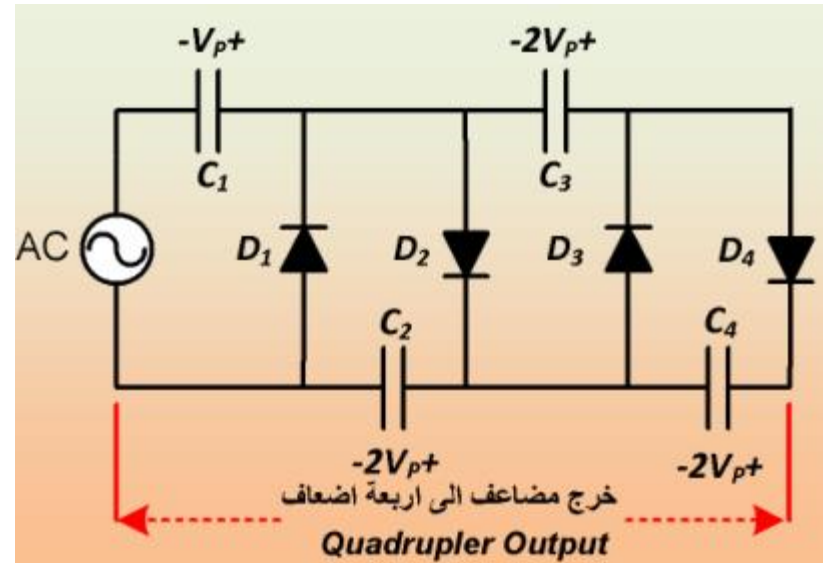 -Vₚ+
-2Vₚ+
C₁
C₃
AC
D₁
D₂
D₃
D₄
C₂
C₄
-2Vₚ+
-2Vₚ+
خرج مضاعف الى اربعة اضعاف
Quadrupler Output